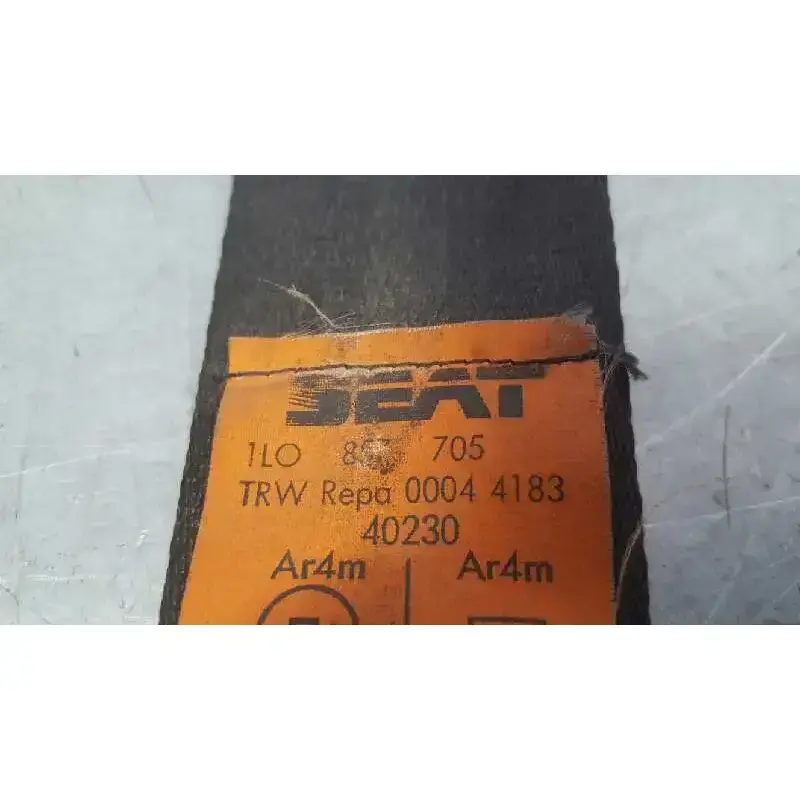 SEAT
1LO 705
TRW Repa 0004 4183
40230
Ar4m Ar4m